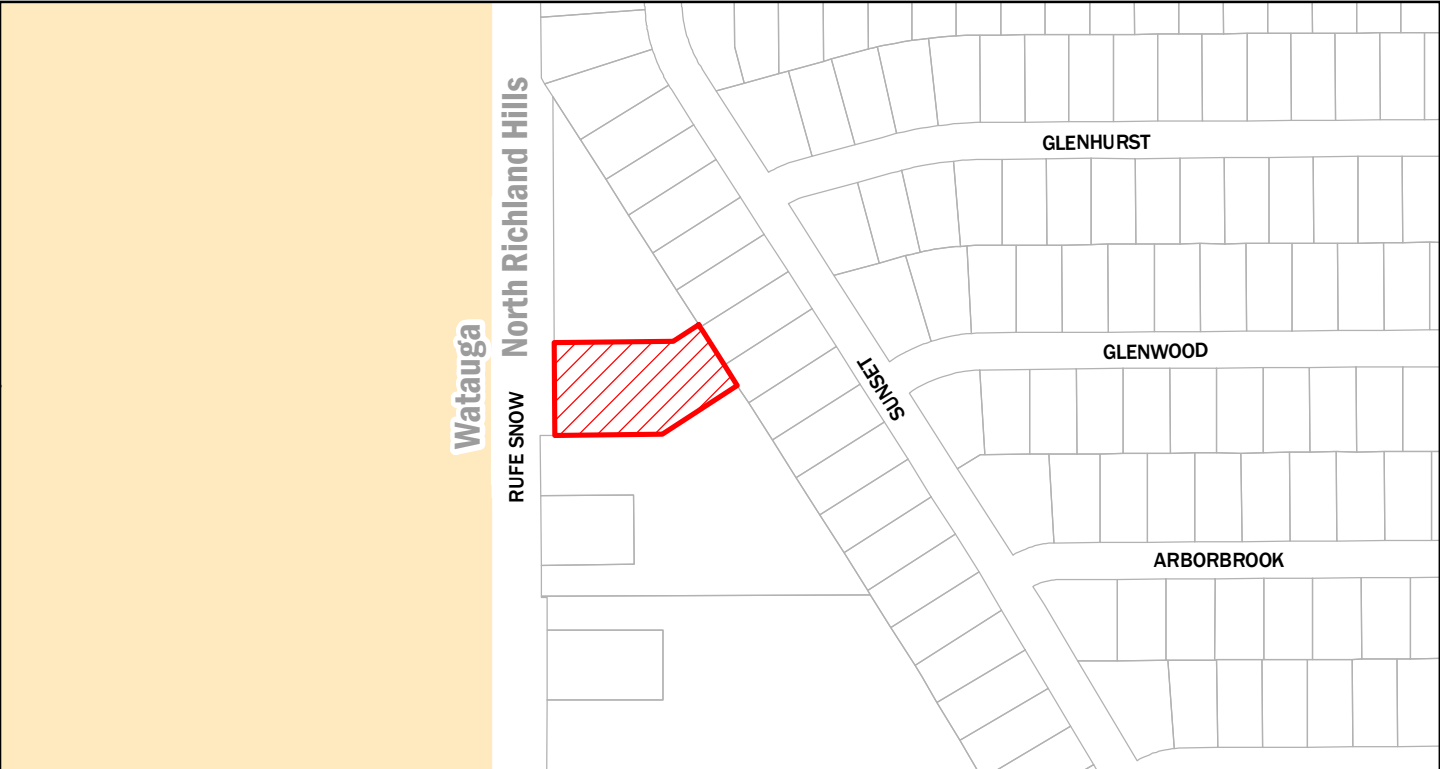 North Richland Hills
Watauga
RUFE SNOW
GLENHURST
GLENWOOD
SUNSET
ARBORBROOK